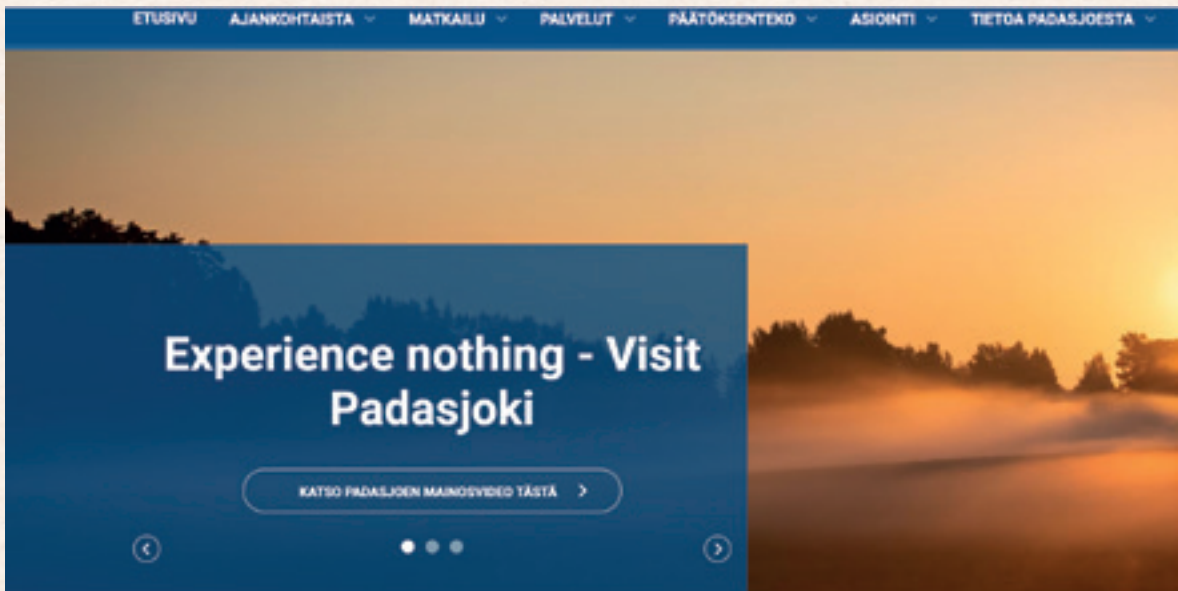 ETUSIVU AJANKOHTAISTA MATKAILU PALVELUT PÄÄTÖKSENTEKO ASIOINTI TIETOA PADASJOESTA
Experience nothing - Visit
Padasjoki
KATSO PADASJOEN MAINOSVIDEO TÄSTÄ